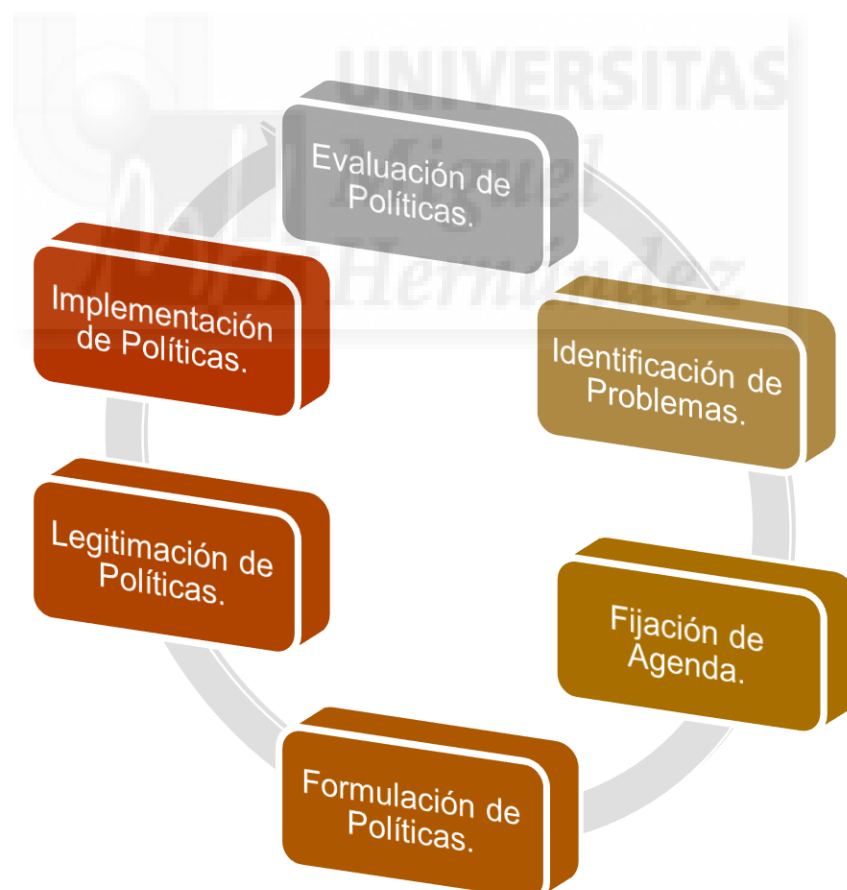 UNIVERSITAS
Miguel
Hernández
Evaluación de
Políticas.
Identificación de
Problemas.
Fijación de
Agenda.
Formulación de
Políticas.
Legitimación de
Políticas.
Implementación
de Políticas.